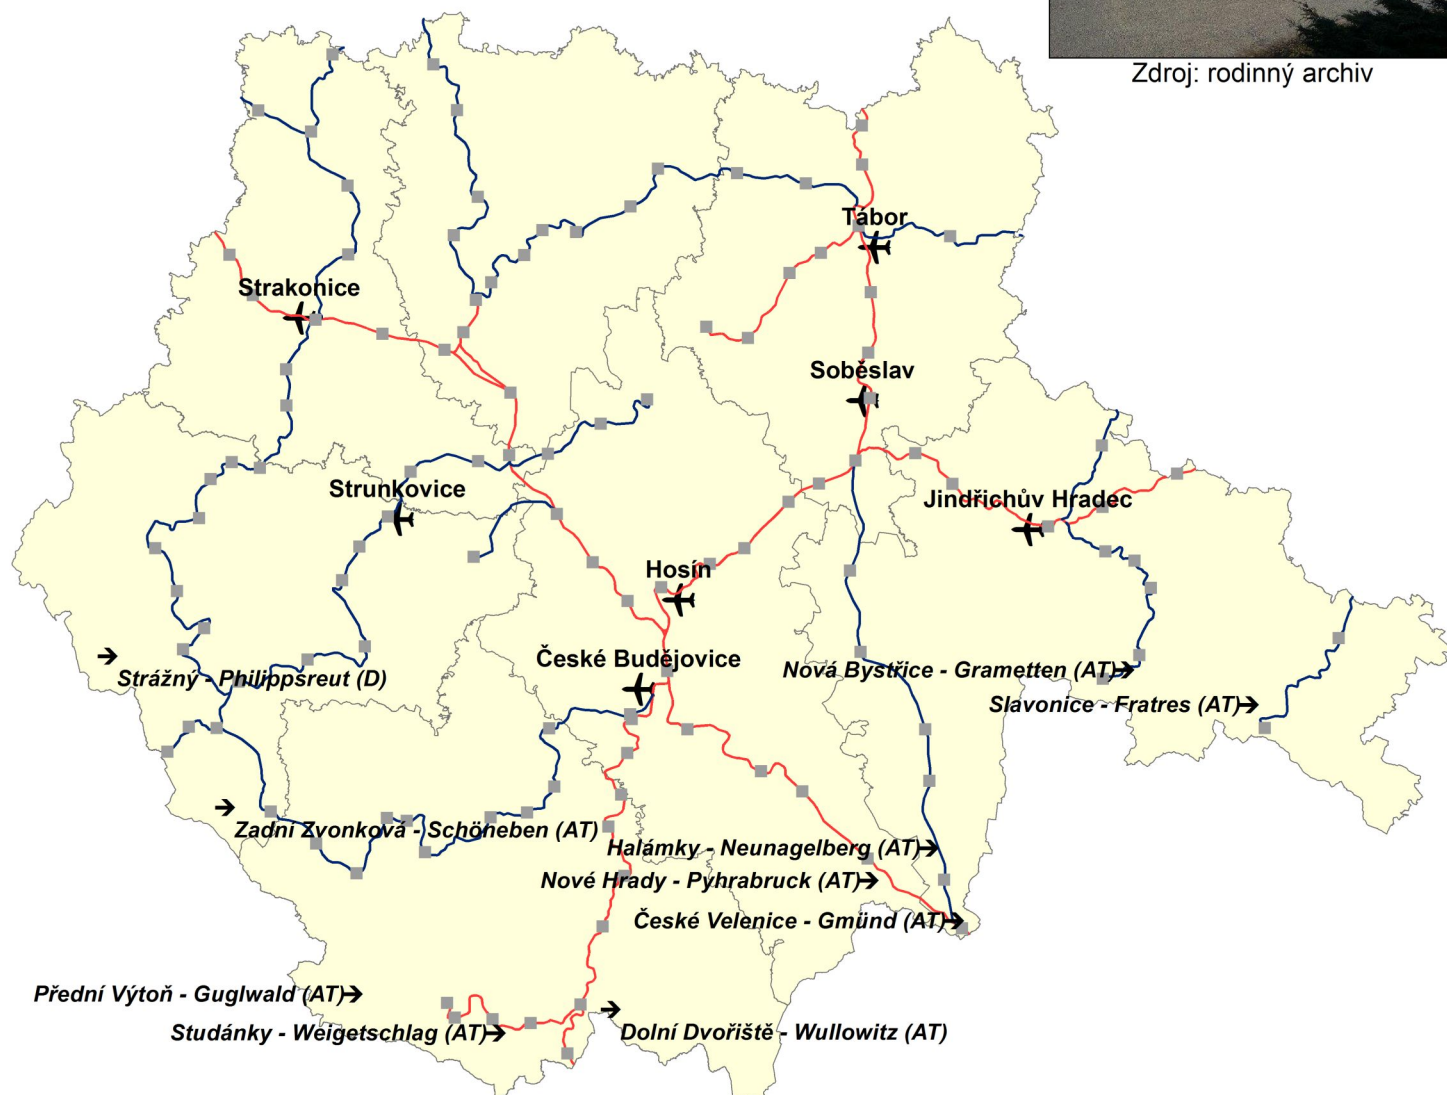 Zdroj: rodinný archiv
Tábor
Strakonice
Soběslav
Strunkovice
Jindřichův Hradec
Hosín
České Budějovice
Strážný - Philippsreut (D)
Nová Bystřice - Grametten (AT)
Slavonice - Fratres (AT)
Zadní Zvonková - Schöneben (AT)
Halámky - Neunagelberg (AT)
Nové Hrady - Pyhrabruck (AT)
České Velenice - Gmünd (AT)
Přední Výtoň - Guglwald (AT)
Studánky - Weigetschlag (AT)
Dolní Dvořiště - Wullowitz (AT)